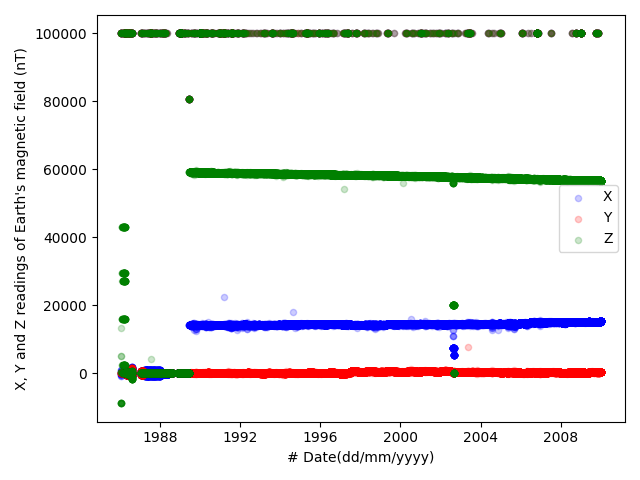 100000
80000
60000
40000
20000
0
X, Y and Z readings of Earth's magnetic field (nT)
X
Y
Z
1988 1992 1996 2000 2004 2008
# Date(dd/mm/yyyy)